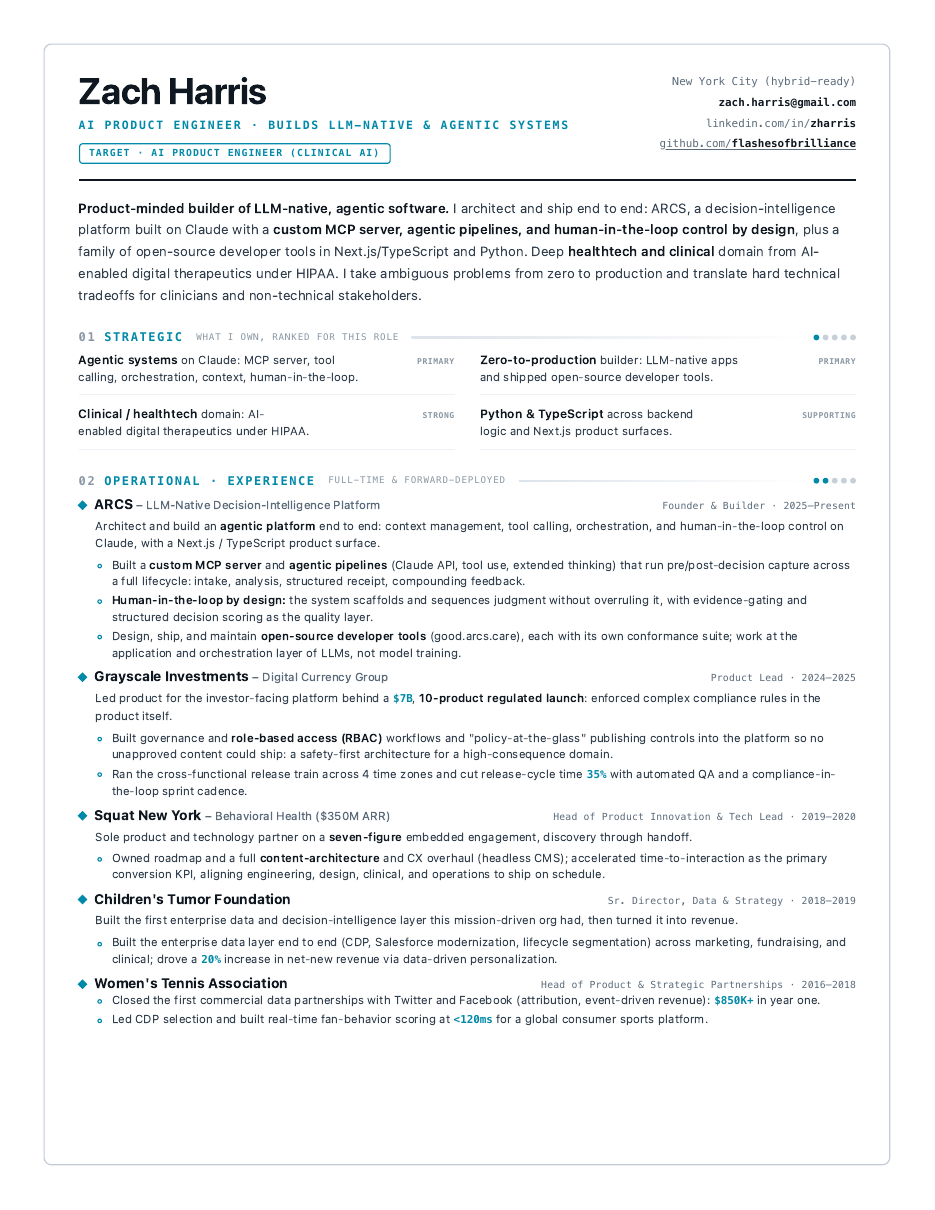 Zach Harris
AI PRODUCT ENGINEER · BUILDS LLM–NATIVE & AGENTIC SYSTEMS
TARGET · AI PRODUCT ENGINEER (CLINICAL AI)
New York City (hybrid–ready)
zach.harris@gmail.com
linkedin.com/in/zharris
github.com/flashesofbrilliance
Product-minded builder of LLM-native, agentic software. I architect and ship end to end: ARCS, a decision-intelligence
platform built on Claude with a custom MCP server, agentic pipelines, and human-in-the-loop control by design, plus a
family of open-source developer tools in Next.js/TypeScript and Python. Deep healthtech and clinical domain from AI-
enabled digital therapeutics under HIPAA. I take ambiguous problems from zero to production and translate hard technical
tradeoffs for clinicians and non-technical stakeholders.
01 STRATEGIC WHAT I OWN, RANKED FOR THIS ROLE
Agentic systems on Claude: MCP server, tool PRIMARY
calling, orchestration, context, human-in-the-loop.
Zero-to-production builder: LLM-native apps PRIMARY
and shipped open-source developer tools.
Clinical / healthtech domain: AI- STRONG
enabled digital therapeutics under HIPAA.
Python & TypeScript across backend SUPPORTING
logic and Next.js product surfaces.
02 OPERATIONAL · EXPERIENCE FULL–TIME & FORWARD–DEPLOYED
ARCS – LLM-Native Decision-Intelligence Platform Founder & Builder · 2025–Present
Architect and build an agentic platform end to end: context management, tool calling, orchestration, and human-in-the-loop control on
Claude, with a Next.js / TypeScript product surface.
Built a custom MCP server and agentic pipelines (Claude API, tool use, extended thinking) that run pre/post-decision capture across
a full lifecycle: intake, analysis, structured receipt, compounding feedback.
Human-in-the-loop by design: the system scaffolds and sequences judgment without overruling it, with evidence-gating and
structured decision scoring as the quality layer.
Design, ship, and maintain open-source developer tools (good.arcs.care), each with its own conformance suite; work at the
application and orchestration layer of LLMs, not model training.
Grayscale Investments – Digital Currency Group Product Lead · 2024–2025
Led product for the investor-facing platform behind a $7B, 10-product regulated launch: enforced complex compliance rules in the
product itself.
Built governance and role-based access (RBAC) workflows and "policy-at-the-glass" publishing controls into the platform so no
unapproved content could ship: a safety-first architecture for a high-consequence domain.
Ran the cross-functional release train across 4 time zones and cut release-cycle time 35% with automated QA and a compliance-in-
the-loop sprint cadence.
Squat New York – Behavioral Health ($350M ARR) Head of Product Innovation & Tech Lead · 2019–2020
Sole product and technology partner on a seven-figure embedded engagement, discovery through handoff.
Owned roadmap and a full content-architecture and CX overhaul (headless CMS); accelerated time-to-interaction as the primary
conversion KPI, aligning engineering, design, clinical, and operations to ship on schedule.
Children's Tumor Foundation Sr. Director, Data & Strategy · 2018–2019
Built the first enterprise data and decision-intelligence layer this mission-driven org had, then turned it into revenue.
Built the enterprise data layer end to end (CDP, Salesforce modernization, lifecycle segmentation) across marketing, fundraising, and
clinical; drove a 20% increase in net-new revenue via data-driven personalization.
Women's Tennis Association Head of Product & Strategic Partnerships · 2016–2018
Closed the first commercial data partnerships with Twitter and Facebook (attribution, event-driven revenue): $850K+ in year one.
Led CDP selection and built real-time fan-behavior scoring at <120ms for a global consumer sports platform.